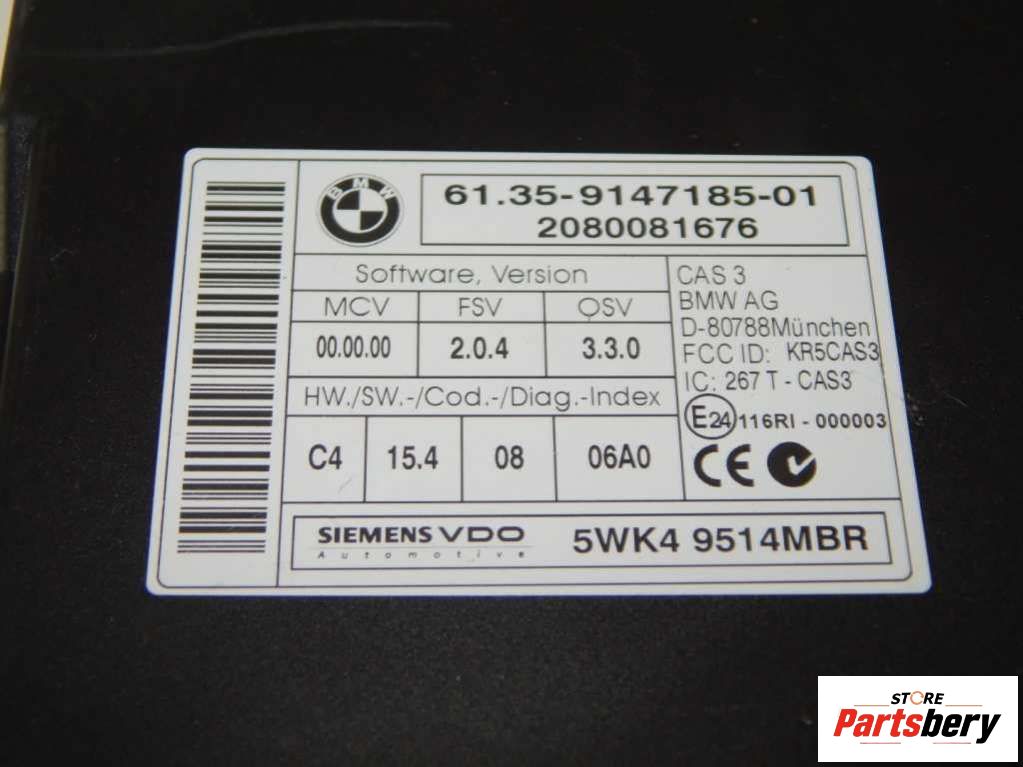 BMW
61.35-9147185-01
2080081676
Software, Version
MCV FSV QSV
00.00.00 2.0.4 3.3.0
HW./SW.-/Cod.-/Diag.-Index
C4 15.4 08 06A0
CAS 3
BMW AG
D-80788München
FCC ID: KR5CAS3
IC: 267 T - CAS3
E24 116RI - 000003
CE
SIEMENS VDO
Automotive
5WK4 9514MBR
STORE
Partsbery